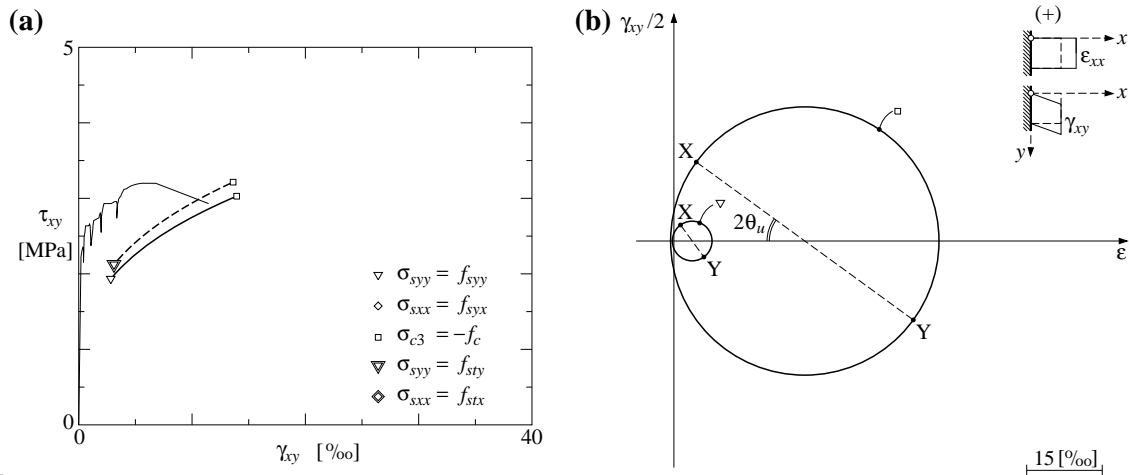 (a)
5
τxy
[MPa]
0
0
γxy [‰]
40
▽ σsyy = fsyy
◇ σsxx = fsyx
□ σc3 = −fc
▽ σsyy = fsty
◇ σsxx = fstx
(b)
γxy/2
(+)
x
εxx
x
γxy
y
X
X
2θu
Y
Y
ε
15 [‰]